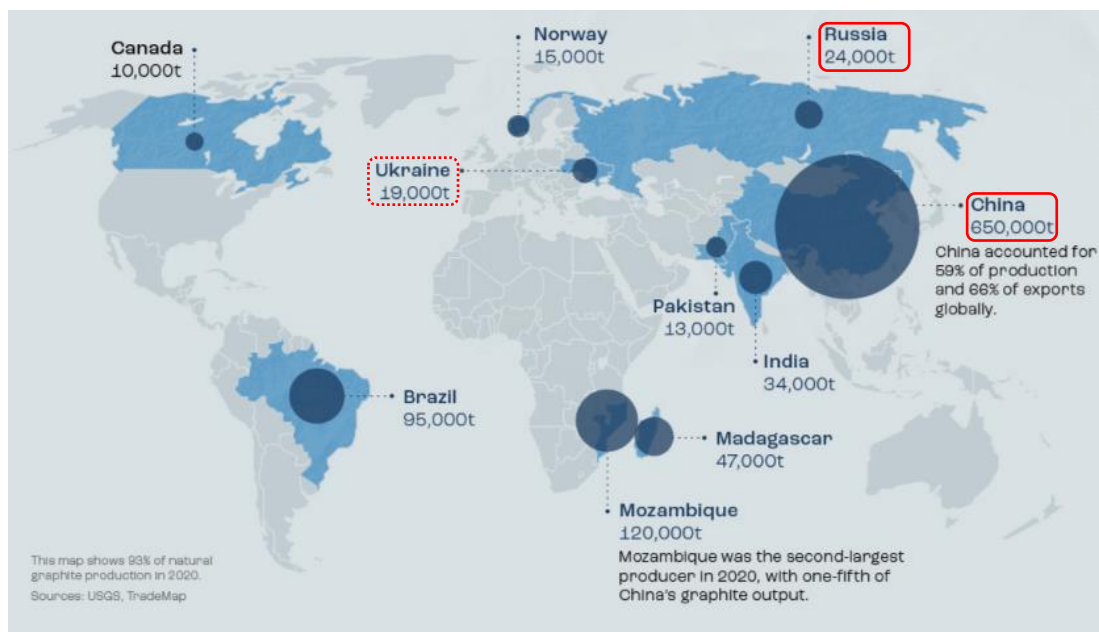 Canada
10,000t
Norway
15,000t
Russia
24,000t
Ukraine
19,000t
China
650,000t
China accounted for
59% of production
and 66% of exports
globally.
Pakistan
13,000t
India
34,000t
Brazil
95,000t
Madagascar
47,000t
Mozambique
120,000t
Mozambique was the second-largest
producer in 2020, with one-fifth of
China's graphite output.
This map shows 93% of natural
graphite production in 2020.
Sources: USGS, TradeMap